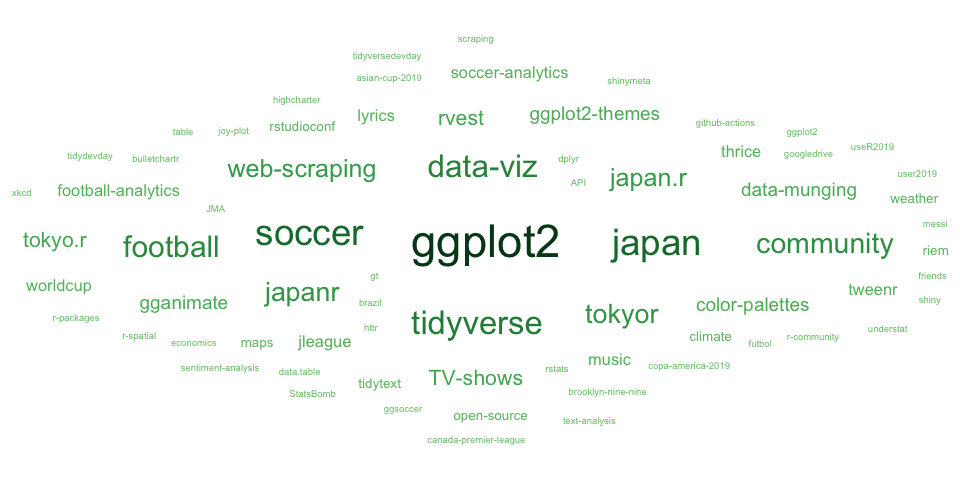 scraping
tidyversedevday
soccer-analytics
asian-cup-2019
shinymeta
highcharter
lyrics
rvest
ggplot2-themes
table
joy-plot
rstudioconf
github-actions
ggplot2
tidydevday
bulletchartr
web-scraping
data-viz
dplyr
thrice
googledrive
useR2019
xkcd
football-analytics
API
japan.r
data-munging
user2019
weather
JMA
messi
tokyo.r
football
soccer
ggplot2
japan
community
riem
worldcup
gganimate
japanr
gt
brazil
color-palettes
tweenr
friends
shiny
r-packages
tidyverse
tokyor
httr
r-spatial
economics
maps
jleague
climate
futbol
r-community
understat
sentiment-analysis
data.table
tidytext
TV-shows
rstats
music
copa-america-2019
StatsBomb
brooklyn-nine-nine
ggsoccer
open-source
text-analysis
canada-premier-league